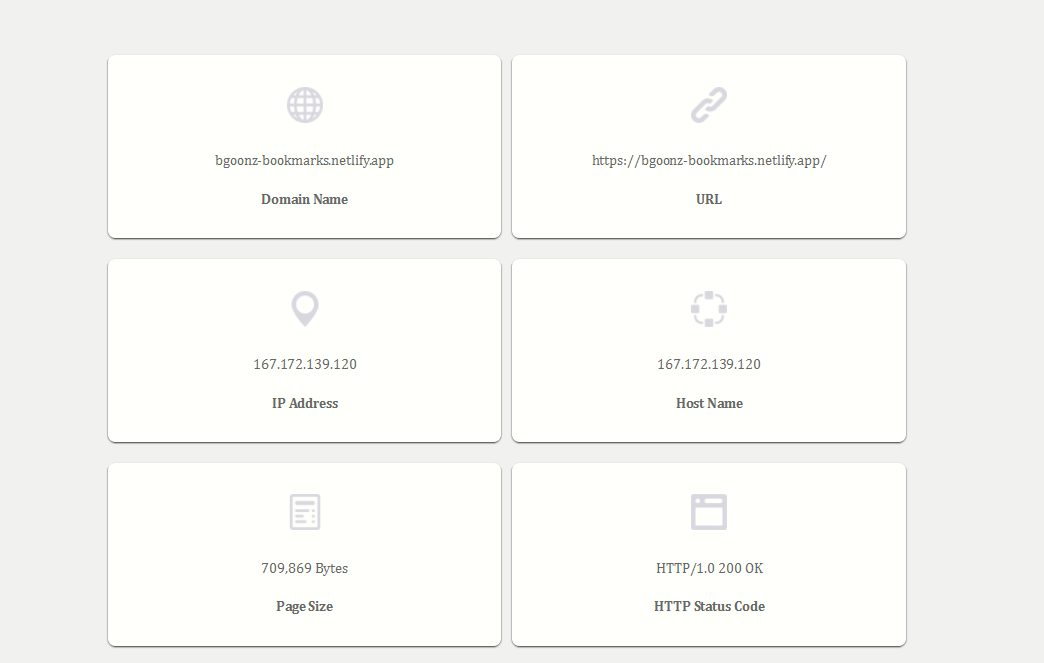 bgoonz-bookmarks.netlify.app
Domain Name
https://bgoonz-bookmarks.netlify.app/
URL
167.172.139.120
IP Address
167.172.139.120
Host Name
709,869 Bytes
Page Size
HTTP/1.0 200 OK
HTTP Status Code